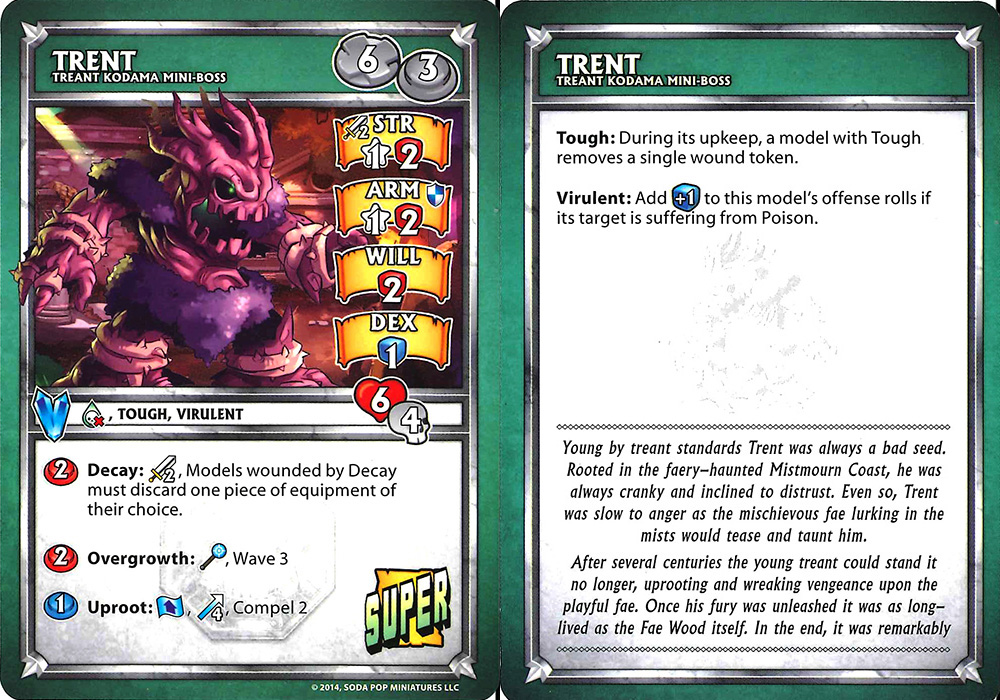 TRENT
TREANT KODAMA MINI-BOSS
6
3
2 STR
1 2
ARM
1 2
WILL
2
DEX
1
6
4
, TOUGH, VIRULENT
2 Decay: 2, Models wounded by Decay
must discard one piece of equipment of
their choice.
2 Overgrowth: , Wave 3
1 Uproot: , 4, Compel 2
SUPER
© 2014, SODA POP MINIATURES LLC
TRENT
TREANT KODAMA MINI-BOSS
Tough: During its upkeep, a model with Tough
removes a single wound token.
Virulent: Add +1 to this model's offense rolls if
its target is suffering from Poison.
Young by treant standards Trent was always a bad seed.
Rooted in the faery–haunted Mistmourn Coast, he was
always cranky and inclined to distrust. Even so, Trent
was slow to anger as the mischievous fae lurking in the
mists would tease and taunt him.
After several centuries the young treant could stand it
no longer, uprooting and wreaking vengeance upon the
playful fae. Once his fury was unleashed it was as long–
lived as the Fae Wood itself. In the end, it was remarkably